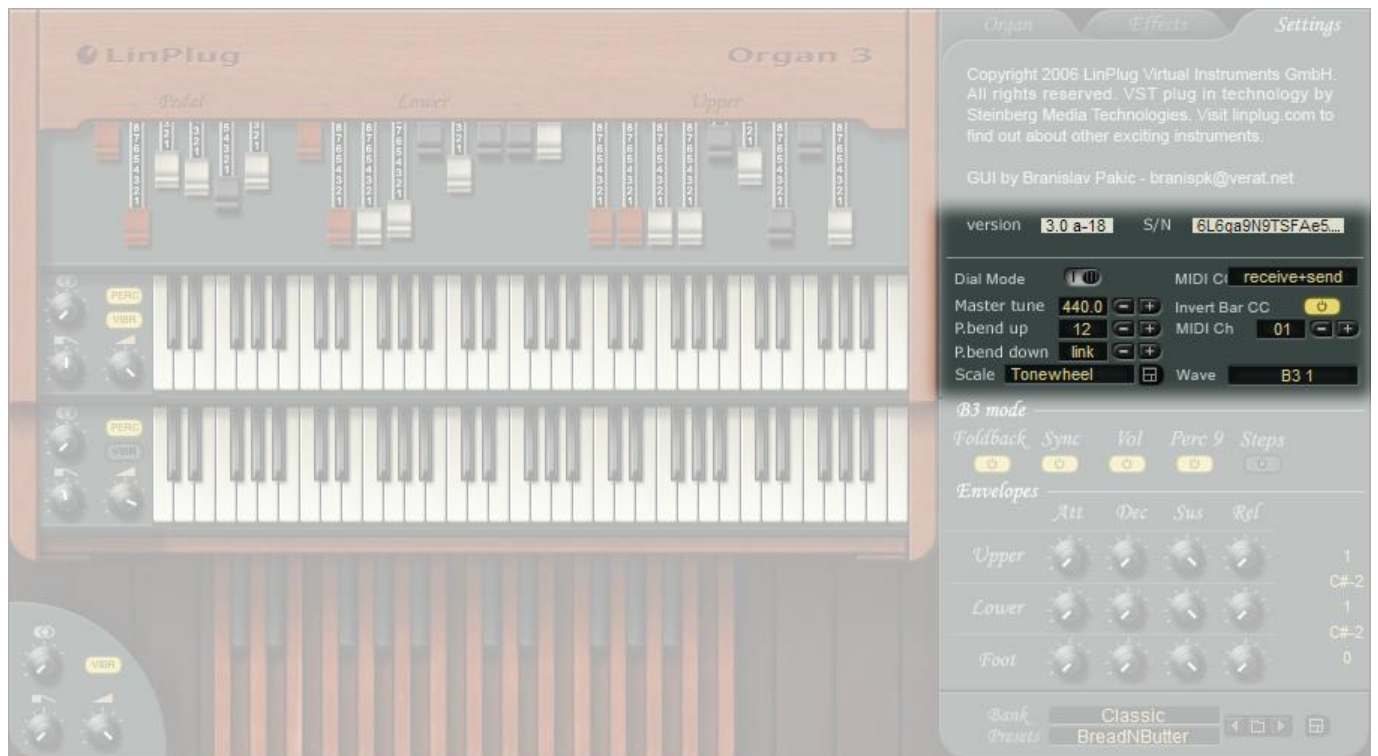 LinPlug
Organ 3
Pedal Lower Upper
PERC
VIBR
PERC
VIBR
VIBR
Organ Effects Settings
Copyright 2006 LinPlug Virtual Instruments GmbH.
All rights reserved. VST plug in technology by
Steinberg Media Technologies. Visit linplug.com to
find out about other exciting instruments.
GUI by Branislav Pakic - branispk@verat.net
version 3.0 a-18 S/N 6L6qa9N9TSFAe5...
Dial Mode MIDI C receive+send
Master tune 440.0 - + Invert Bar CC
P.bend up 12 - + MIDI Ch 01 - +
P.bend down link - +
Scale Tonewheel Wave B3 1
B3 mode
Foldback Sync Vol Perc 9 Steps
Envelopes
Att Dec Sus Rel
Upper 1
C#-2
Lower 1
C#-2
Foot 0
Bank Classic
Presets BreadNButter